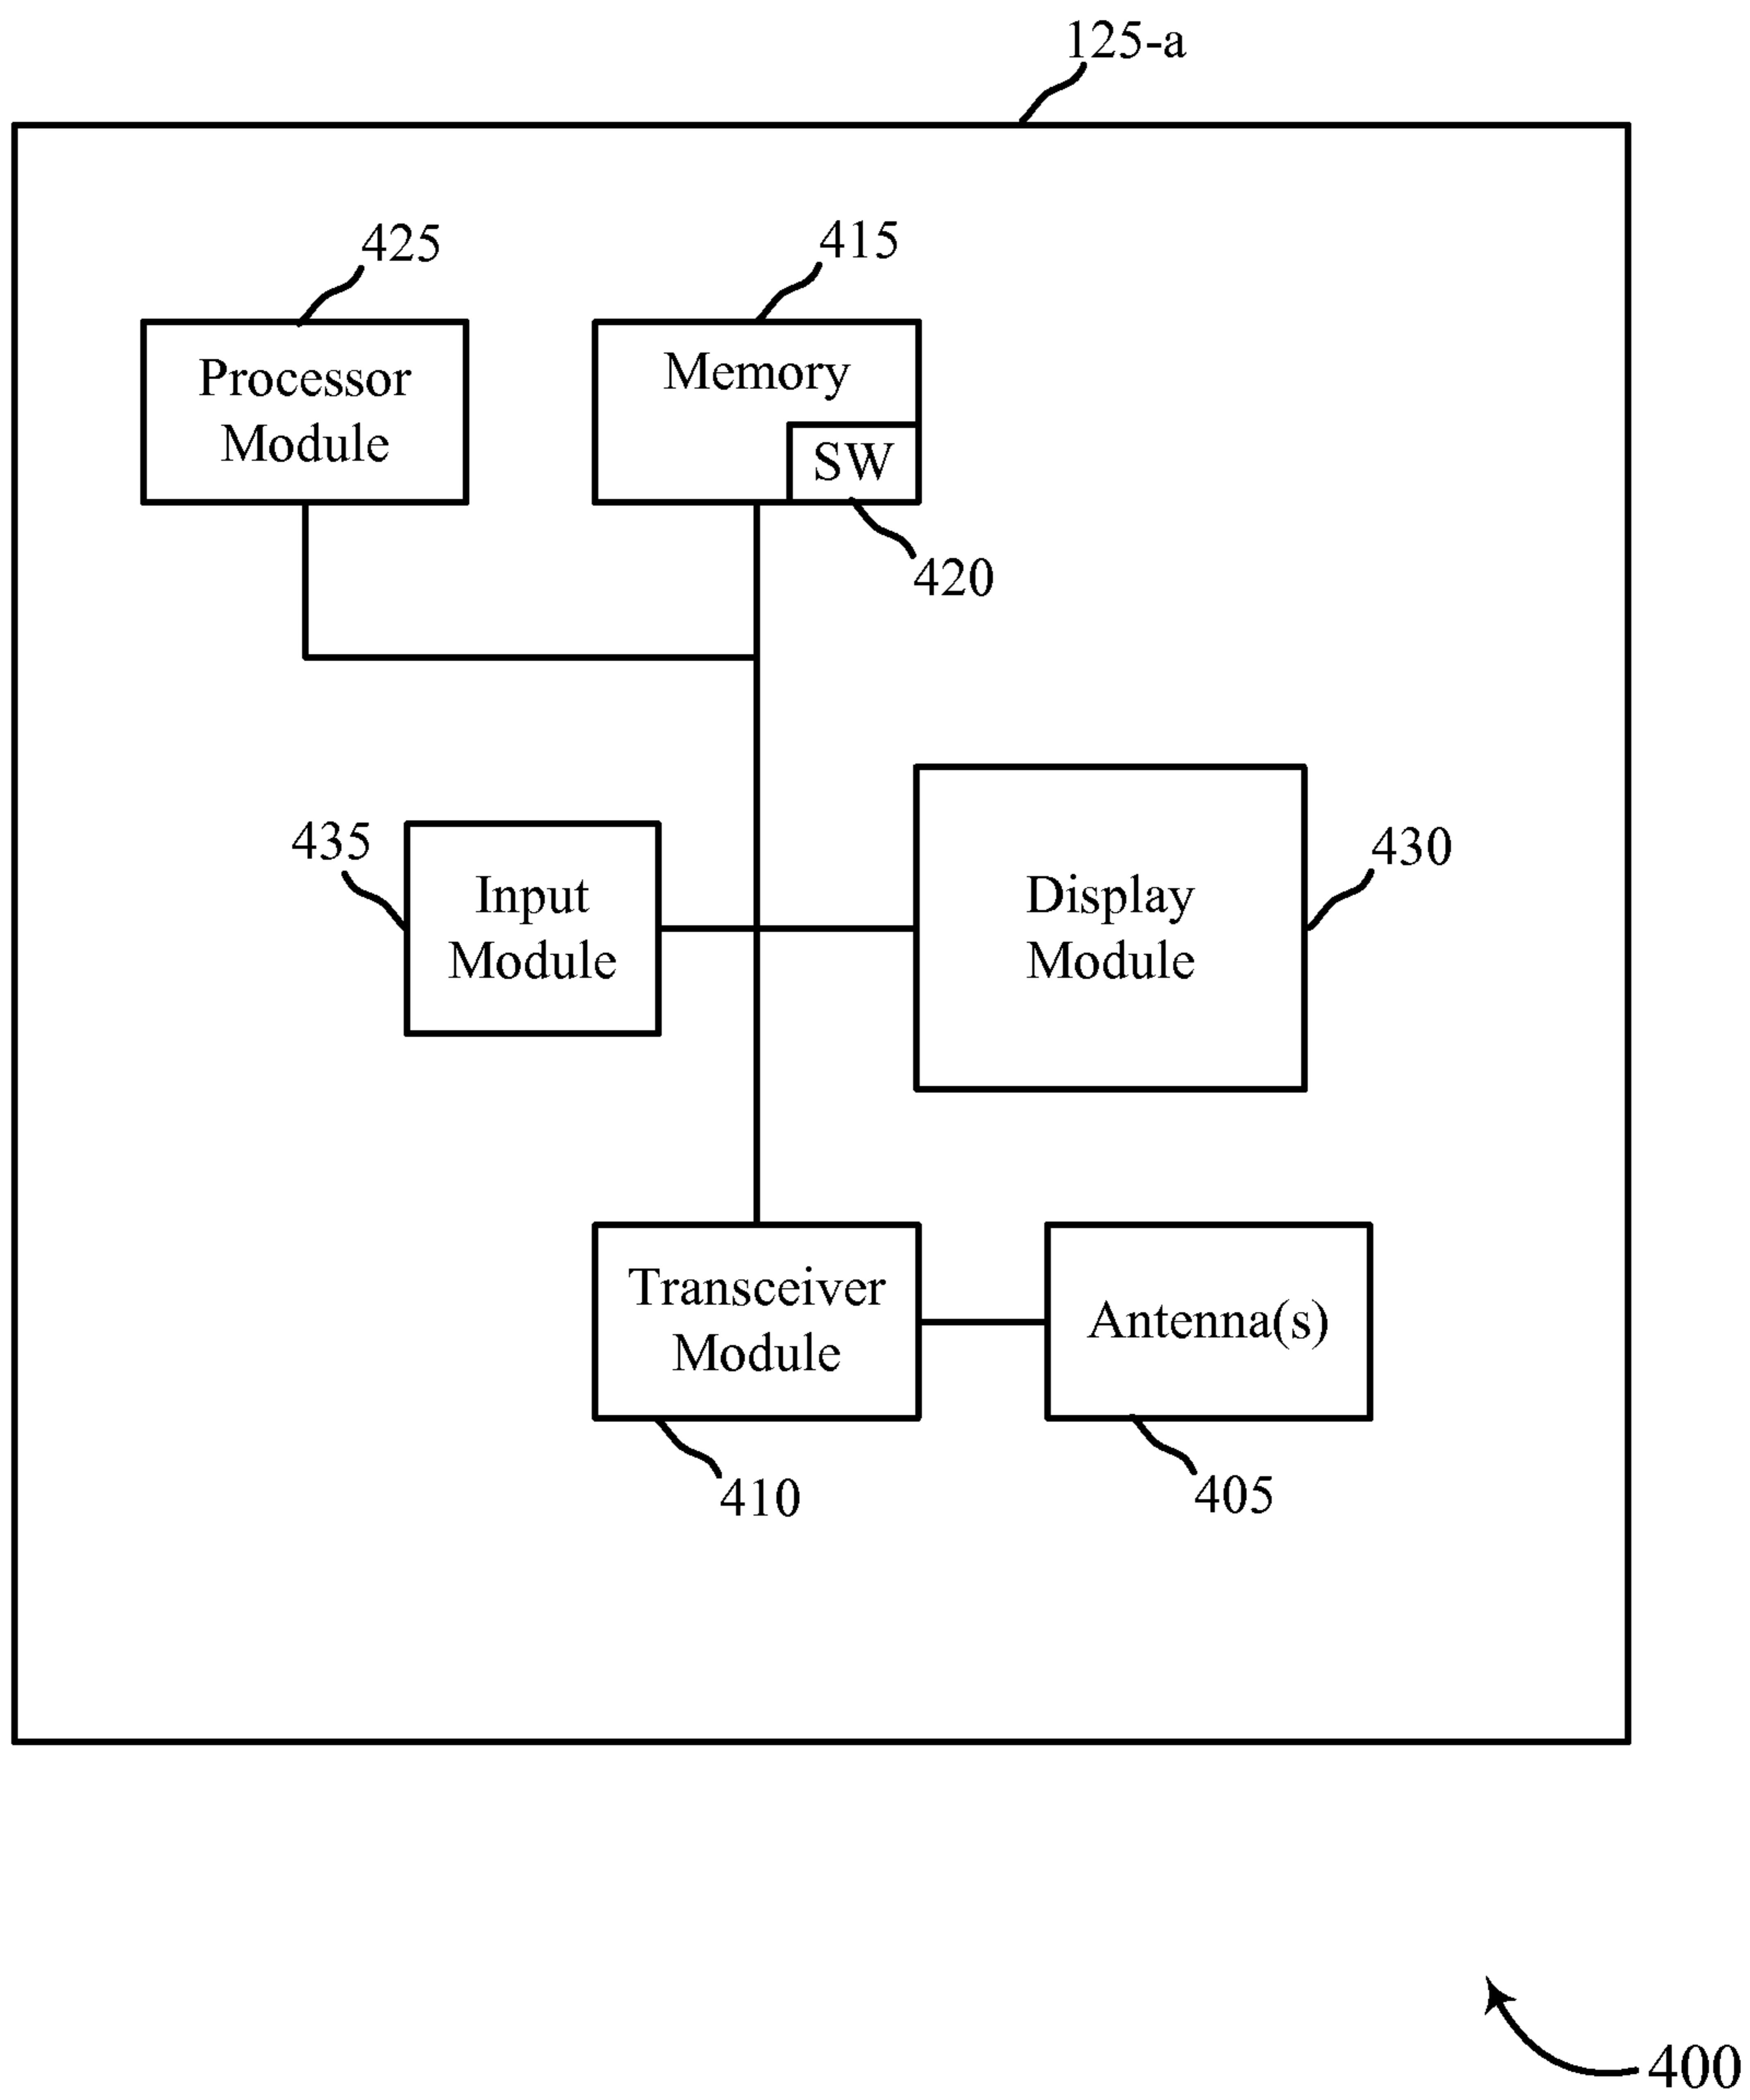 125-a
425
415
Processor
Module
Memory
SW
420
435
430
Input
Module
Display
Module
Transceiver
Module
Antenna(s)
410
405
400